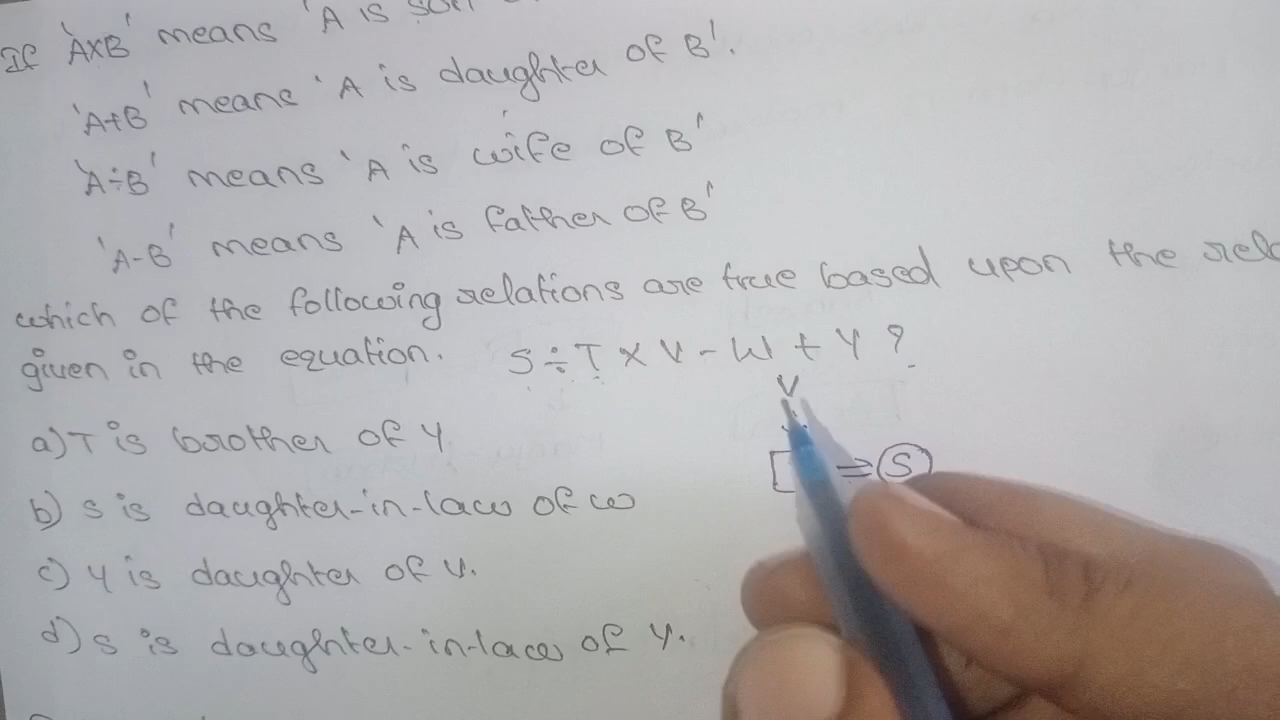 If 'A×B' means 'A is son
'A+B' means 'A is daughter of B'.
'A÷B' means 'A is wife of B'
'A-B' means 'A is father of B'
which of the following relations are true based upon the rela
given in the equation. S÷T×V-W+Y?
a) T is brother of Y
b) S is daughter-in-law of w
c) Y is daughter of V.
d) S is daughter-in-law of Y.
V
= S